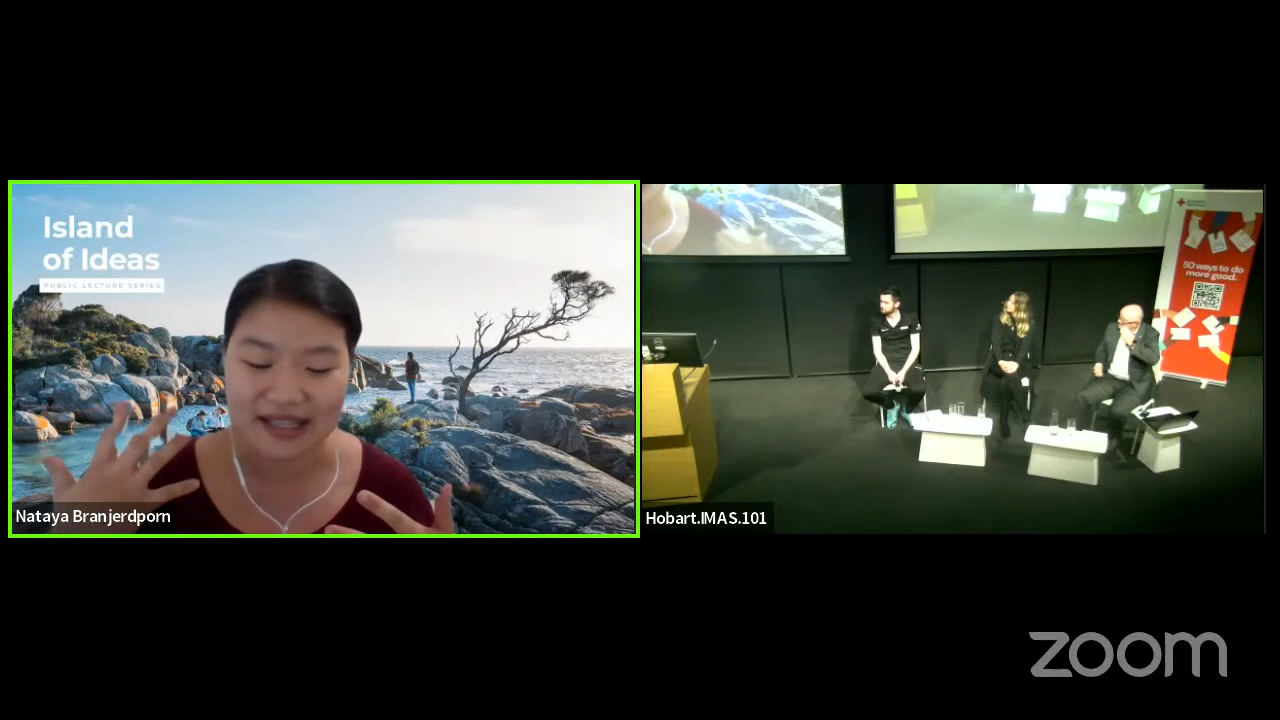 Island
of Ideas
PUBLIC LECTURE SERIES
Nataya Branjerdporn
50 ways to do
more good.
Hobart.IMAS.101
zoom